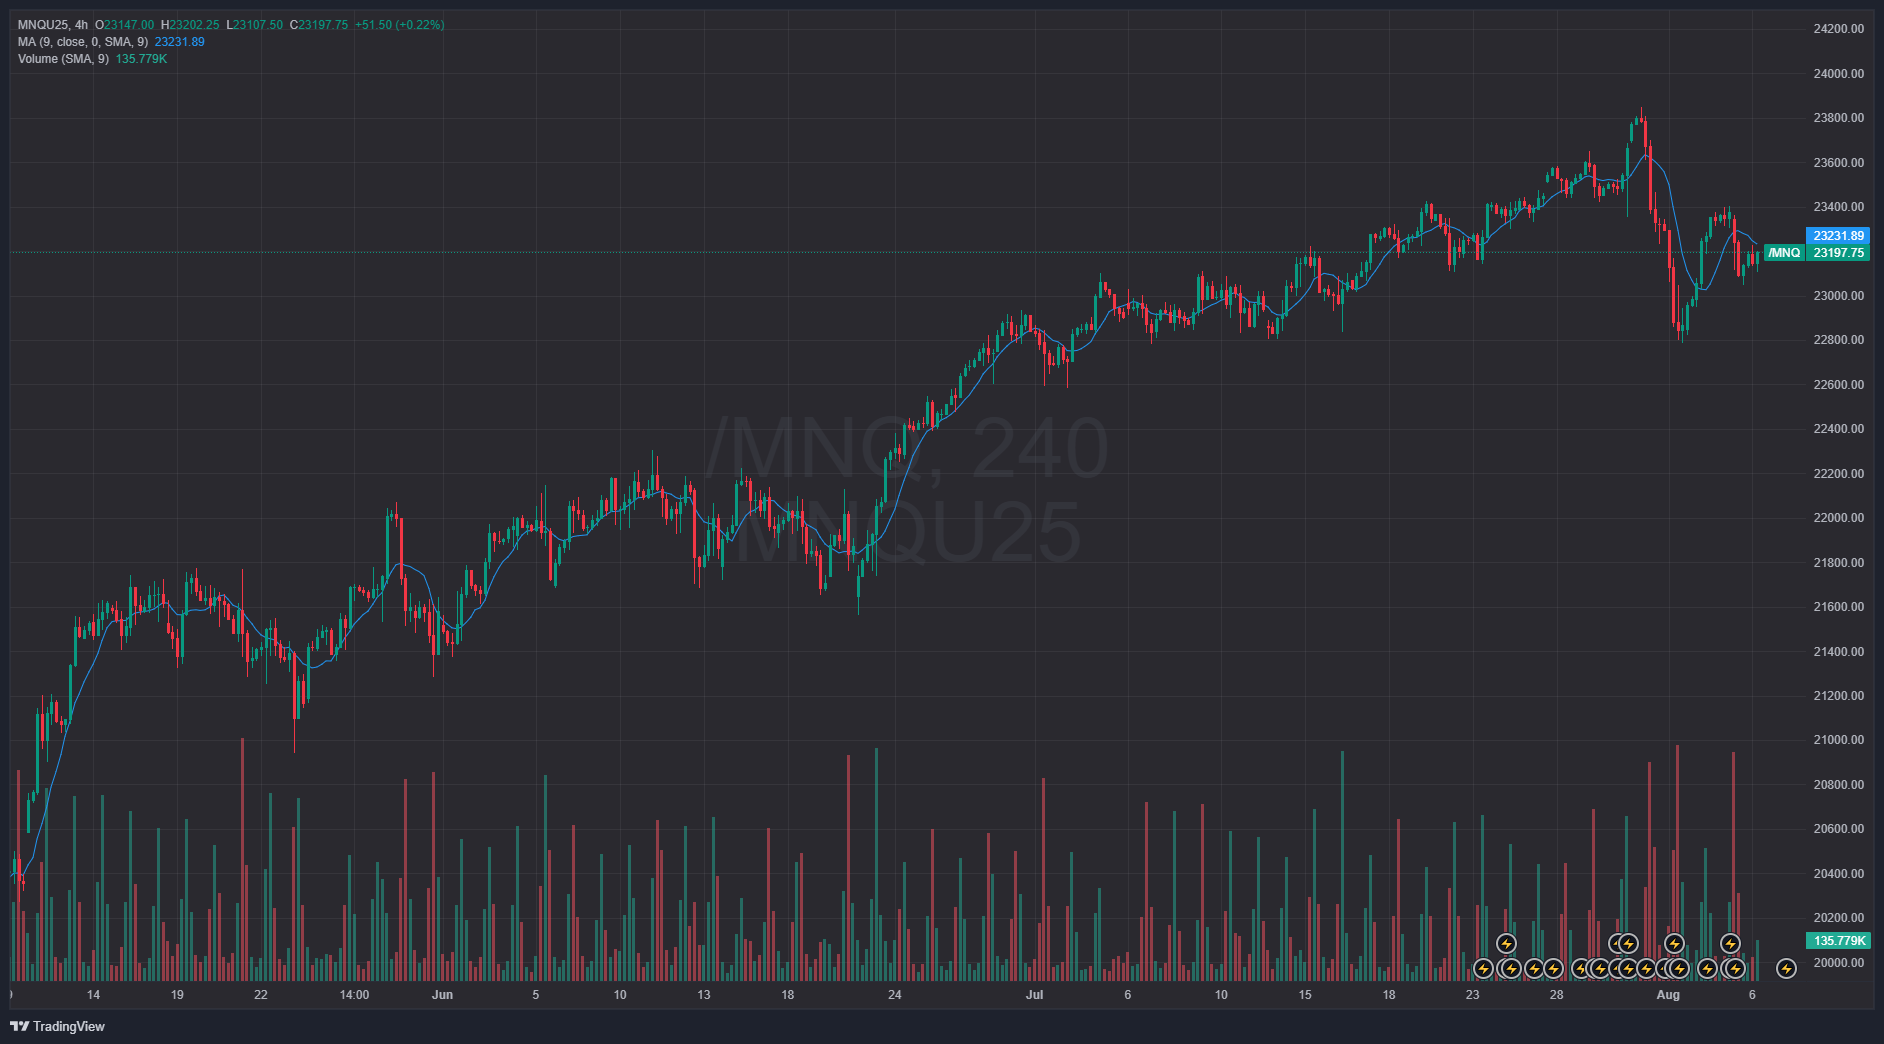 MNQU25, 4h O23147.00 H23202.25 L23107.50 C23197.75 +51.50 (+0.22%)
MA (9, close, 0, SMA, 9) 23231.89
Volume (SMA, 9) 135.779K
/MNQ, 240
MNQU25
24200.00
24000.00
23800.00
23600.00
23400.00
23231.89
/MNQ 23197.75
23000.00
22800.00
22600.00
22400.00
22200.00
22000.00
21800.00
21600.00
21400.00
21200.00
21000.00
20800.00
20600.00
20400.00
20200.00
135.779K
20000.00
14 19 22 14:00 Jun 5 10 13 18 24 Jul 6 10 15 18 23 28 Aug 6
TradingView